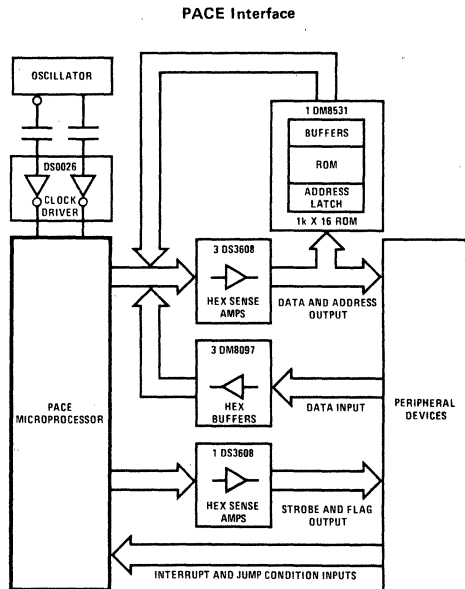 PACE Interface
OSCILLATOR
DS0026
CLOCK
DRIVER
1 DM8531
BUFFERS
ROM
ADDRESS
LATCH
1k X 16 ROM
3 DS3608
HEX SENSE
AMPS
DATA AND ADDRESS
OUTPUT
3 DM8097
HEX
BUFFERS
DATA INPUT
PACE
MICROPROCESSOR
PERIPHERAL
DEVICES
1 DS3608
HEX SENSE
AMPS
STROBE AND FLAG
OUTPUT
INTERRUPT AND JUMP CONDITION INPUTS